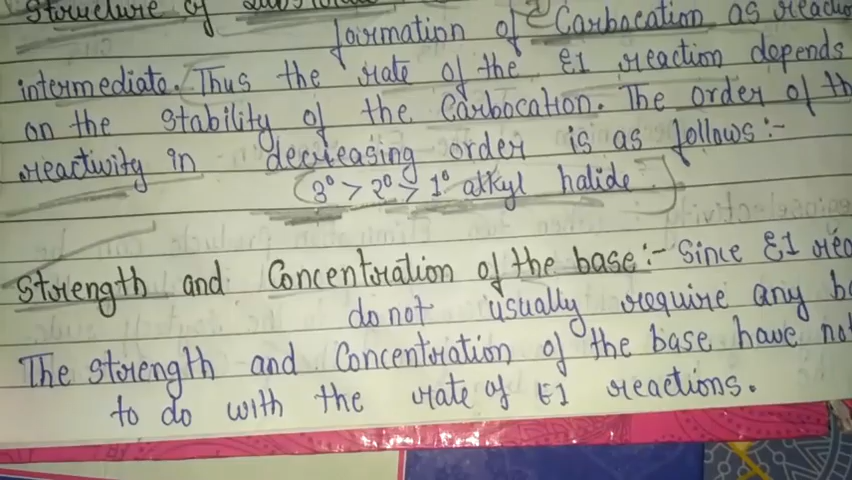 Structure of
formation of Carbocation as
intermediate. Thus the rate of the E1 reaction depends
on the Stability of the Carbocation. The order of
reactivity in decreasing order is as follows:-
(3° > 2° > 1° alkyl halide)
Strength and Concentration of the base:- Since E1
do not usually require any
The Strength and Concentration of the base have
to do with the rate of E1 reactions.